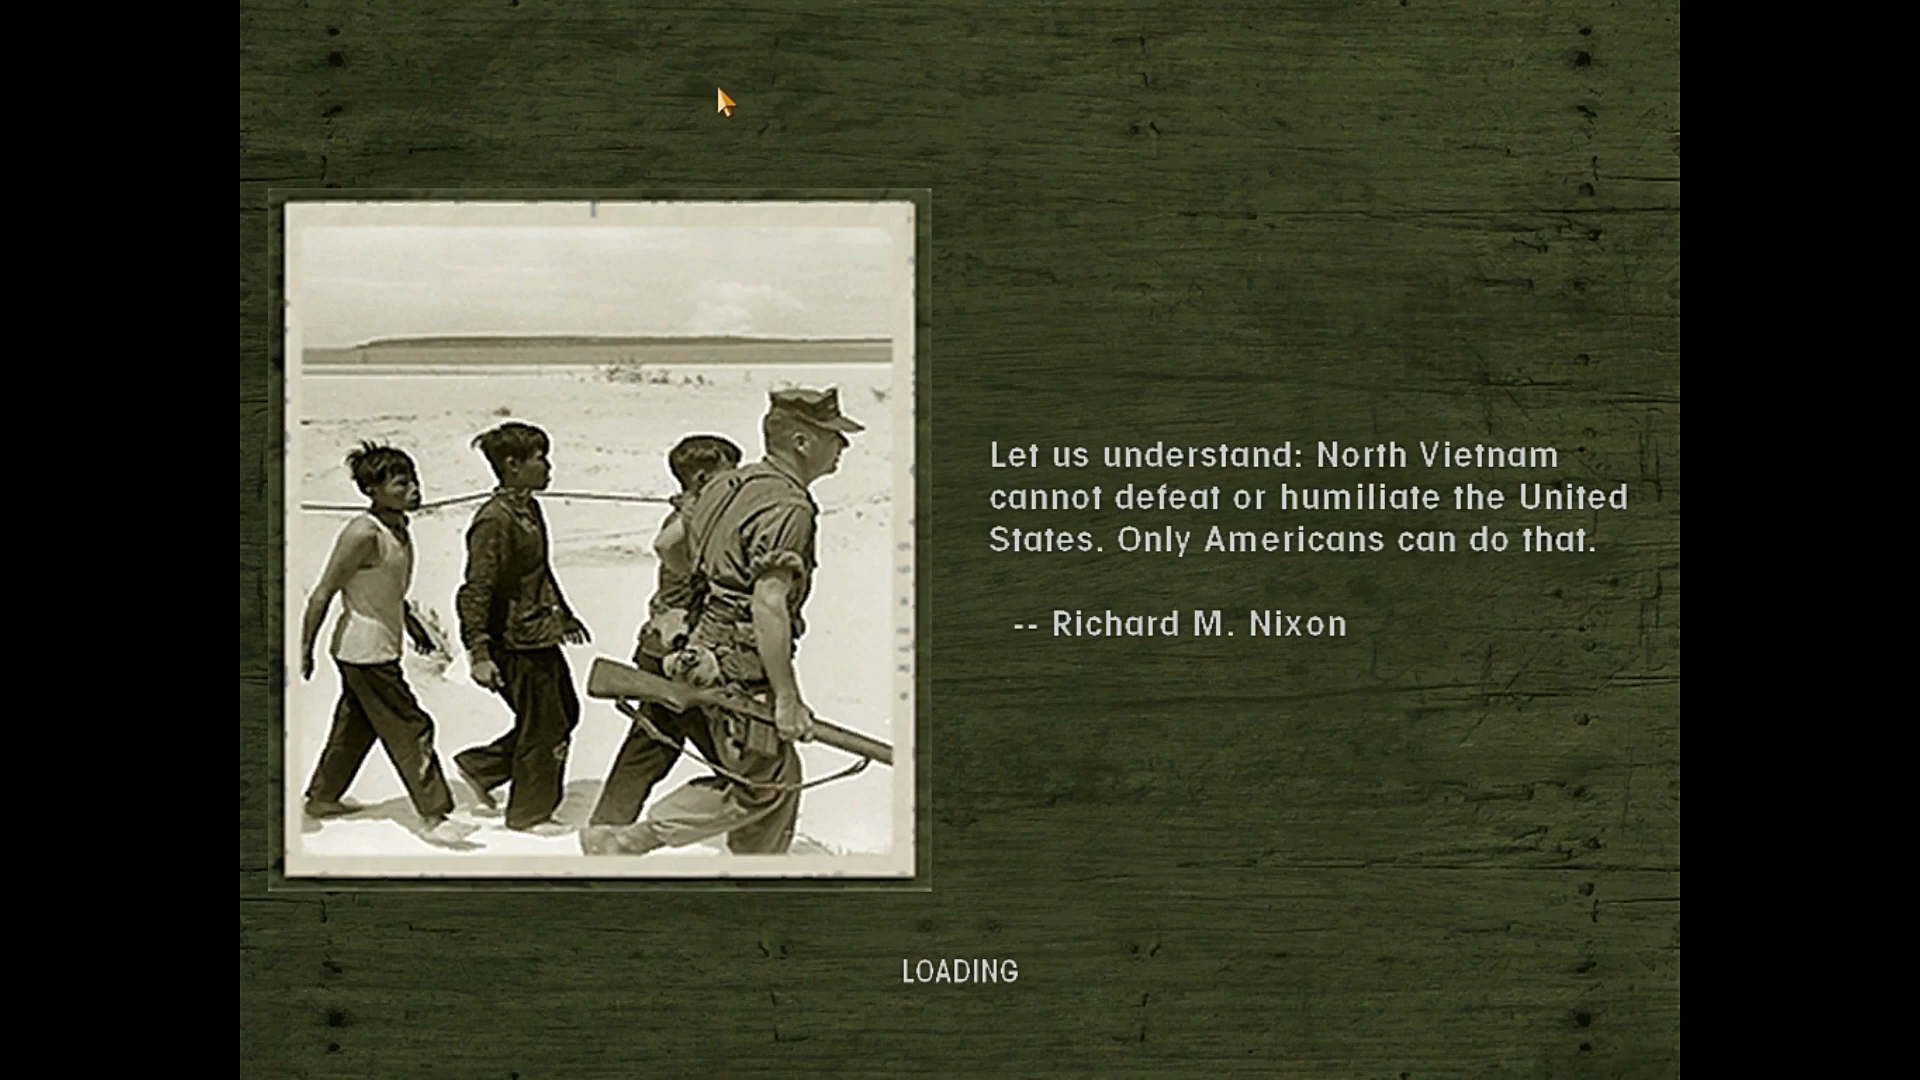 Let us understand: North Vietnam
cannot defeat or humiliate the United
States. Only Americans can do that.
-- Richard M. Nixon
LOADING